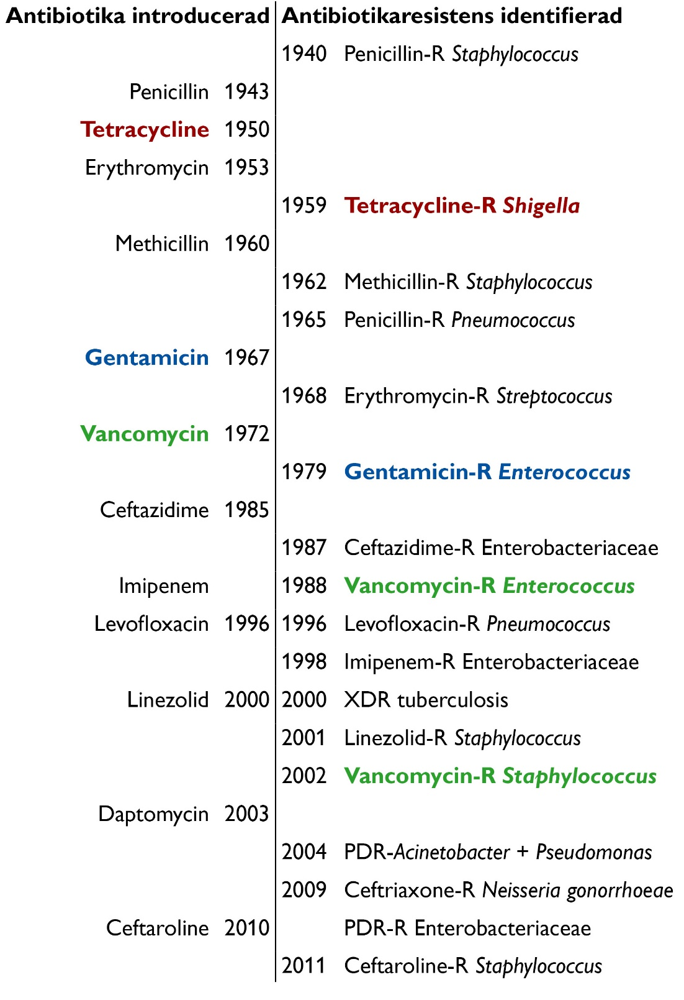 Antibiotika introducerad Antibiotikaresistens identifierad
1940 Penicillin-R Staphylococcus
Penicillin 1943
Tetracycline 1950
Erythromycin 1953
1959 Tetracycline-R Shigella
Methicillin 1960
1962 Methicillin-R Staphylococcus
1965 Penicillin-R Pneumococcus
Gentamicin 1967
1968 Erythromycin-R Streptococcus
Vancomycin 1972
1979 Gentamicin-R Enterococcus
Ceftazidime 1985
1987 Ceftazidime-R Enterobacteriaceae
Imipenem 1988 Vancomycin-R Enterococcus
Levofloxacin 1996 1996 Levofloxacin-R Pneumococcus
1998 Imipenem-R Enterobacteriaceae
Linezolid 2000 2000 XDR tuberculosis
2001 Linezolid-R Staphylococcus
2002 Vancomycin-R Staphylococcus
Daptomycin 2003
2004 PDR-Acinetobacter + Pseudomonas
2009 Ceftriaxone-R Neisseria gonorrhoeae
Ceftaroline 2010 PDR-R Enterobacteriaceae
2011 Ceftaroline-R Staphylococcus